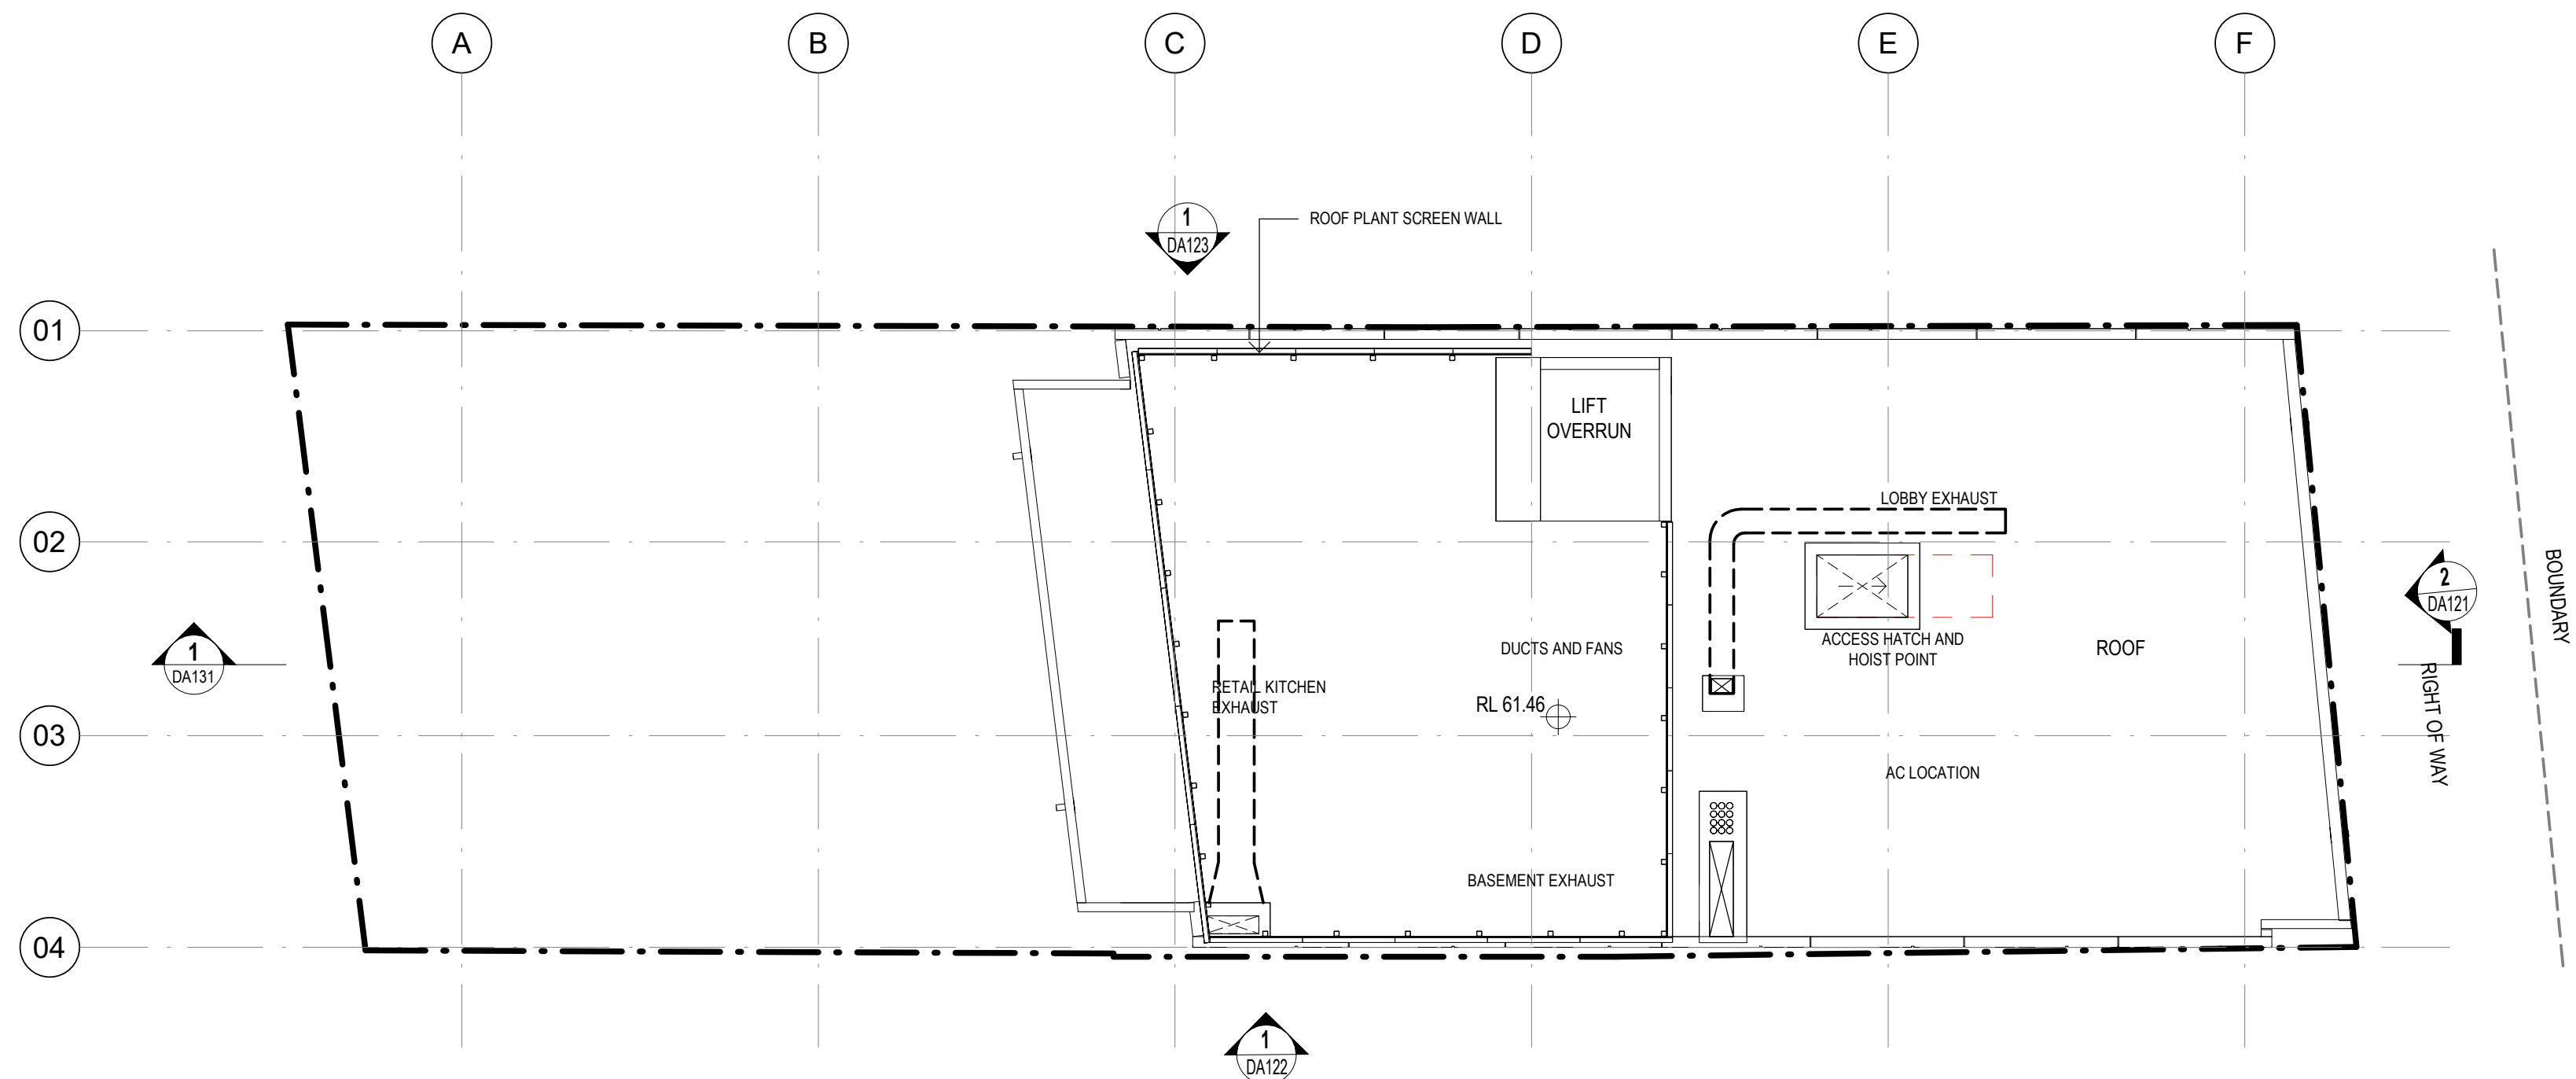 A
B
C
D
E
F
1
DA123
ROOF PLANT SCREEN WALL
01
LIFT
OVERRUN
LOBBY EXHAUST
02
BOUNDARY
2
DA121
1
DA131
DUCTS AND FANS
ACCESS HATCH AND
HOIST POINT
ROOF
RETAIL KITCHEN
EXHAUST
RL 61.46
RIGHT OF WAY
03
AC LOCATION
BASEMENT EXHAUST
04
1
DA122